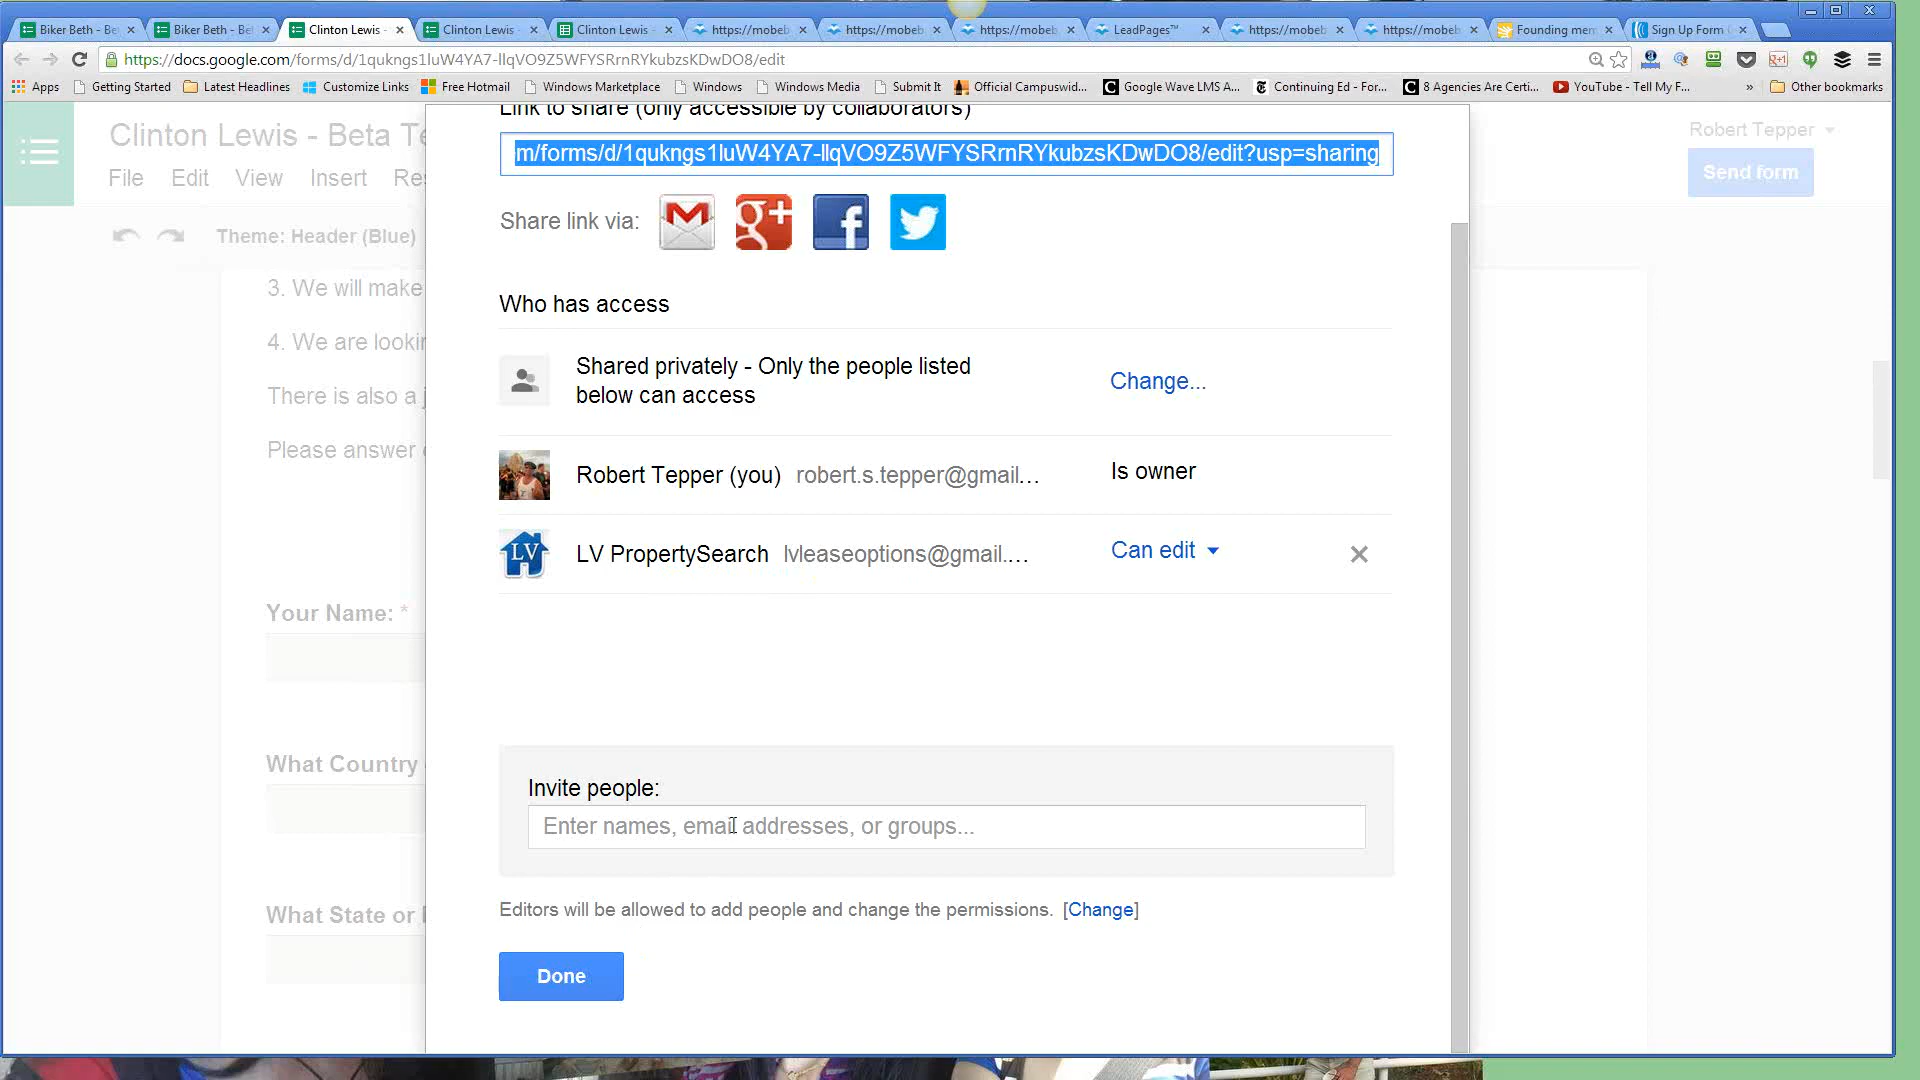 Biker Beth - Be
Biker Beth - Be
Clinton Lewis -
Clinton Lewis -
Clinton Lewis -
https://mobeb
https://mobeb
https://mobeb
LeadPages™
https://mobeb
https://mobeb
Founding mem
Sign Up Form
https://docs.google.com/forms/d/1qukngs1luW4YA7-llqVO9Z5WFYSRrnRYkubzsKDwDO8/edit
Apps
Getting Started
Latest Headlines
Customize Links
Free Hotmail
Windows Marketplace
Windows
Windows Media
Submit It
Official Campuswid...
Google Wave LMS A...
Continuing Ed - For...
8 Agencies Are Certi...
YouTube - Tell My F...
»
Other bookmarks
Clinton Lewis - Beta Te
Robert Tepper
File Edit View Insert Res
Send form
Theme: Header (Blue)
Link to share (only accessible by collaborators)
m/forms/d/1qukngs1luW4YA7-llqVO9Z5WFYSRrnRYkubzsKDwDO8/edit?usp=sharing
Share link via:
3. We will make
4. We are lookin
There is also a j
Please answer
Who has access
Shared privately - Only the people listed
below can access
Change...
Robert Tepper (you) robert.s.tepper@gmail... Is owner
LV
LV PropertySearch lvleaseoptions@gmail.... Can edit
Your Name: *
What Country
What State or
Invite people:
Enter names, email addresses, or groups...
Editors will be allowed to add people and change the permissions. [Change]
Done